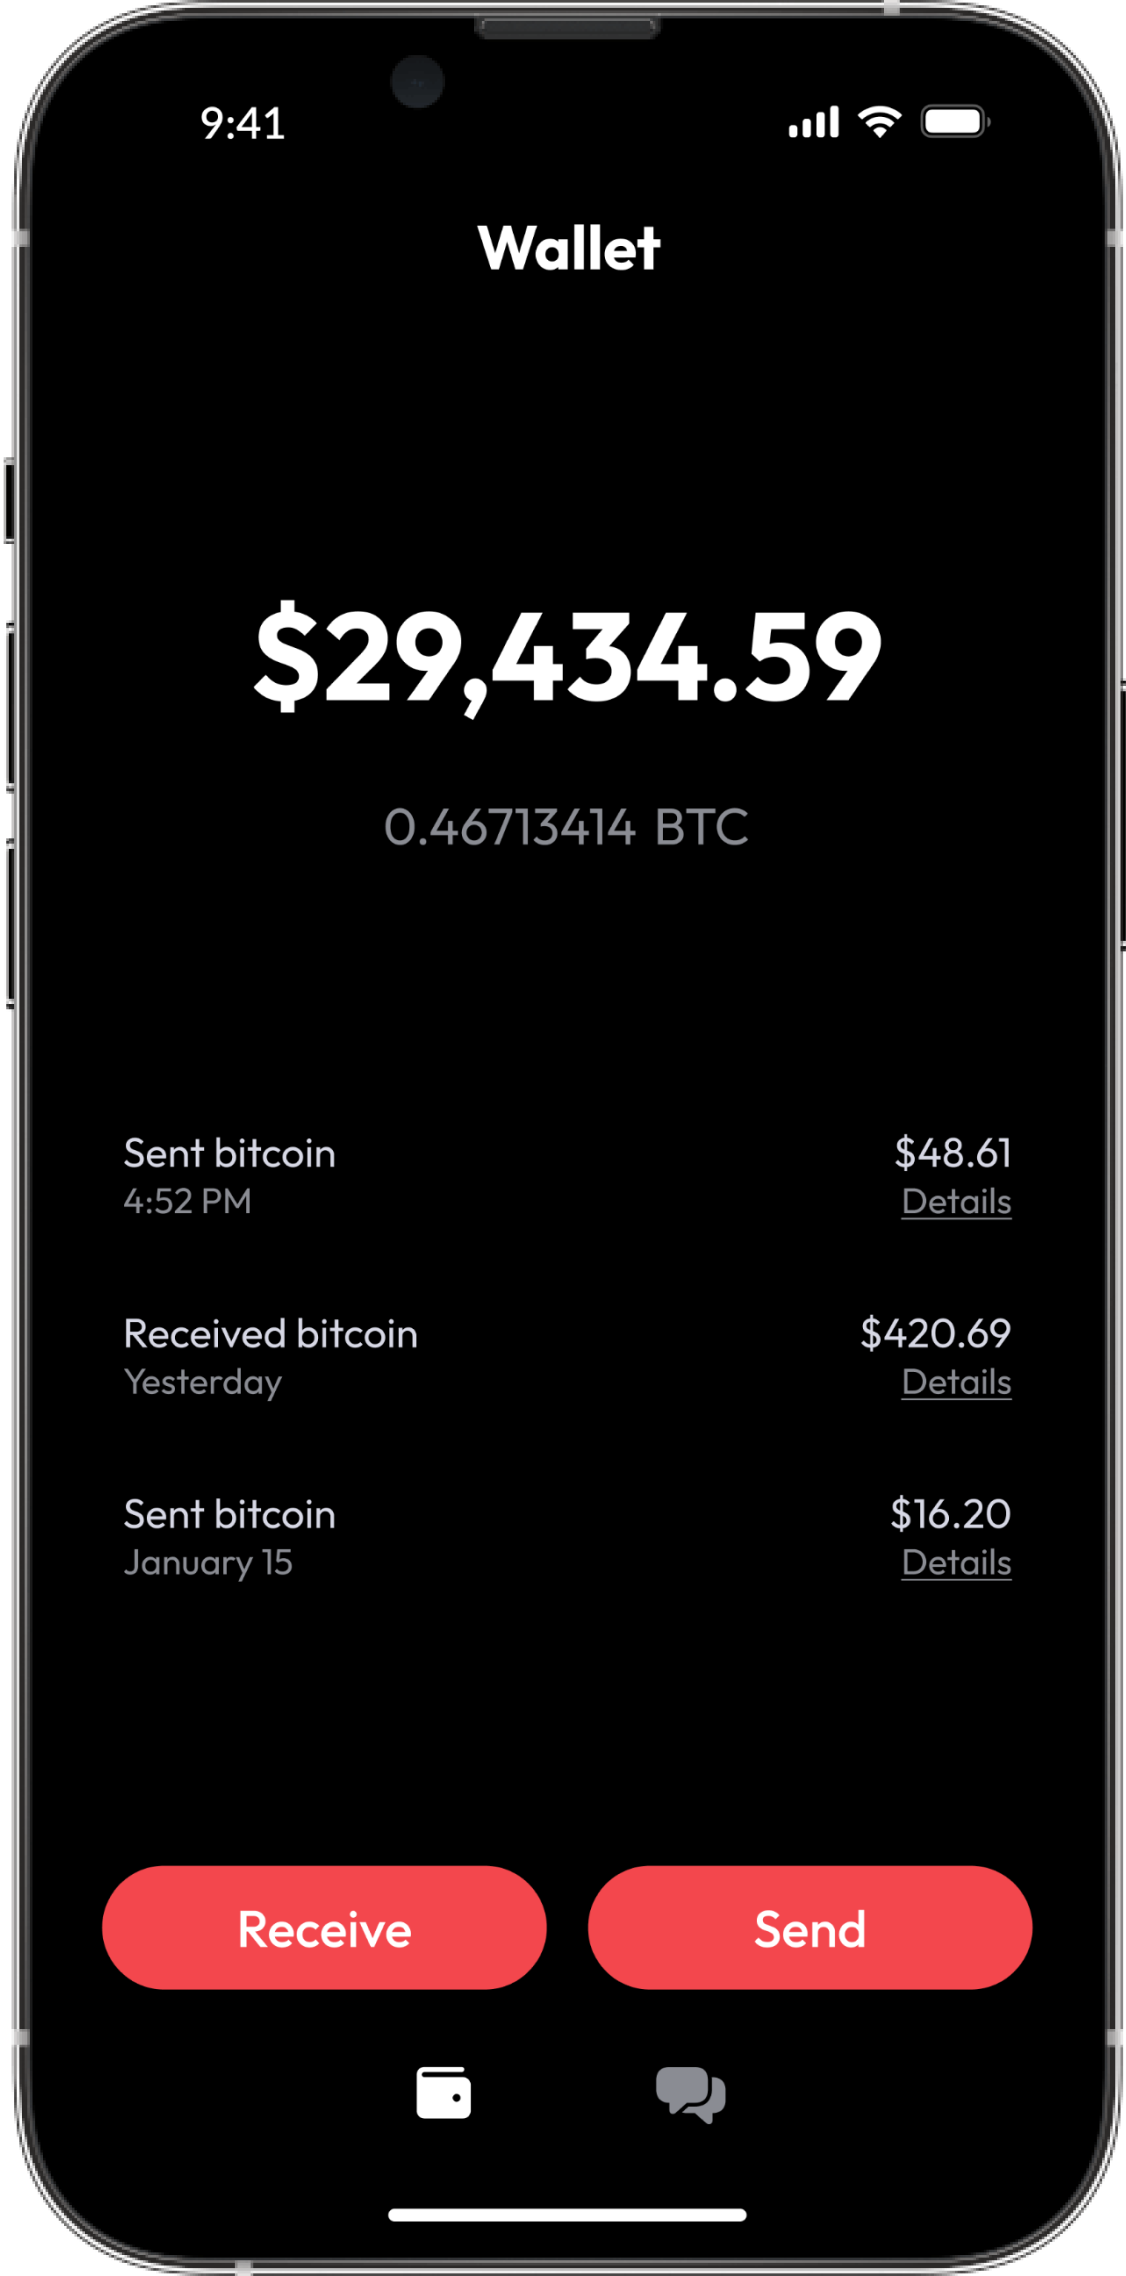 9:41
Wallet
$29,434.59
0.46713414 BTC
Sent bitcoin $48.61
4:52 PM Details
Received bitcoin $420.69
Yesterday Details
Sent bitcoin $16.20
January 15 Details
Receive Send